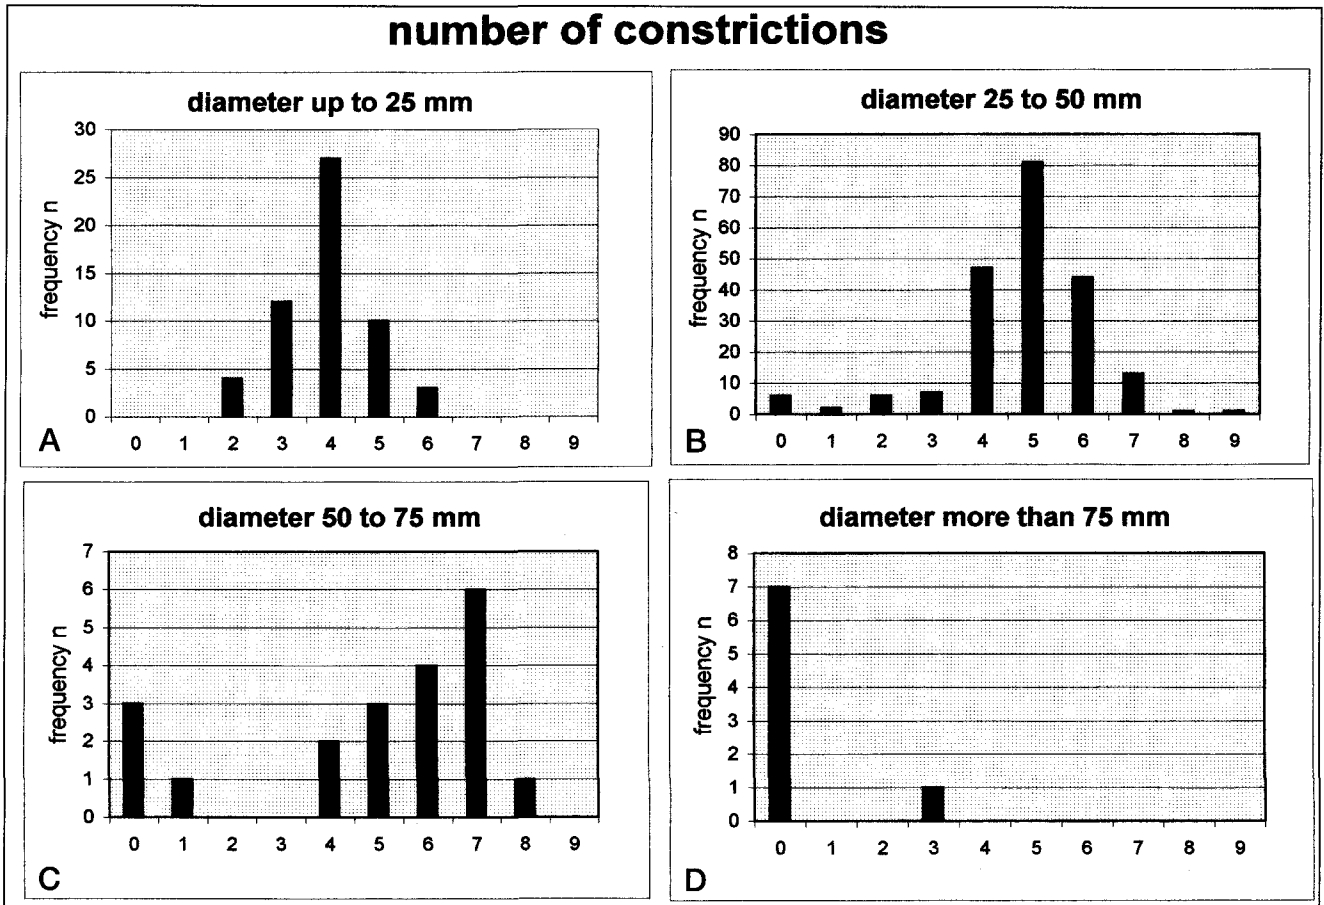 number of constrictions
diameter up to 25 mm
frequency n
30
25
20
15
10
5
0
0 1 2 3 4 5 6 7 8 9
A
diameter 25 to 50 mm
frequency n
90
80
70
60
50
40
30
20
10
0
0 1 2 3 4 5 6 7 8 9
B
diameter 50 to 75 mm
frequency n
7
6
5
4
3
2
1
0
0 1 2 3 4 5 6 7 8 9
C
diameter more than 75 mm
frequency n
8
7
6
5
4
3
2
1
0
0 1 2 3 4 5 6 7 8 9
D